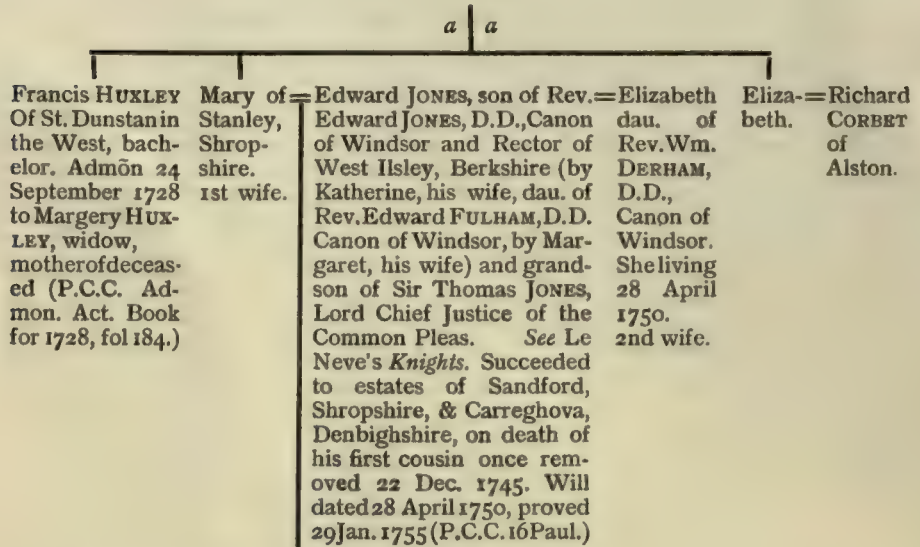 a a
Francis HUXLEY
Of St. Dunstan in
the West, bach-
elor. Admõn 24
September 1728
to Margery HUX-
LEY, widow,
motherofdeceas-
ed (P.C.C. Ad-
mon. Act. Book
for 1728, fol 184.)
Mary of=
Stanley,
Shrop-
shire.
1st wife.
Edward JONES, son of Rev.=
Edward JONES, D.D.,Canon
of Windsor and Rector of
West Ilsley, Berkshire (by
Katherine, his wife, dau. of
Rev.Edward FULHAM,D.D.
Canon of Windsor, by Mar-
garet, his wife) and grand-
son of Sir Thomas JONES,
Lord Chief Justice of the
Common Pleas. See Le
Neve's Knights. Succeeded
to estates of Sandford,
Shropshire, & Carreghova,
Denbighshire, on death of
his first cousin once rem-
oved 22 Dec. 1745. Will
dated 28 April 1750, proved
29 Jan. 1755 (P.C.C. 16 Paul.)
Elizabeth
dau. of
Rev.Wm.
DERHAM,
D.D.,
Canon of
Windsor.
She living
28 April
1750.
2nd wife.
Eliza-=
beth.
Richard
CORBET
of
Alston.